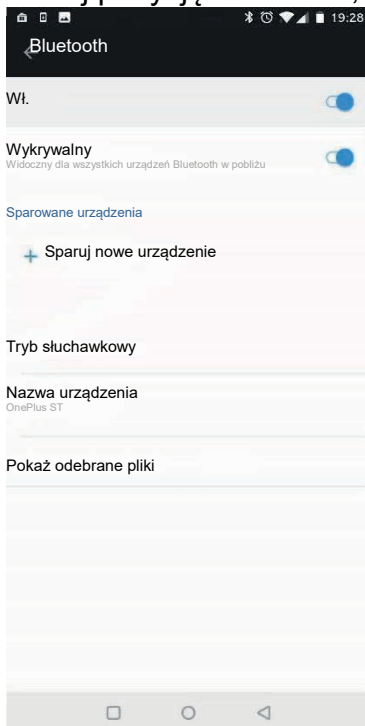 19:28
Bluetooth
Wł.
Wykrywalny
Widoczny dla wszystkich urządzeń Bluetooth w pobliżu
Sparowane urządzenia
+ Sparuj nowe urządzenie
Tryb słuchawkowy
Nazwa urządzenia
OnePlus ST
Pokaż odebrane pliki